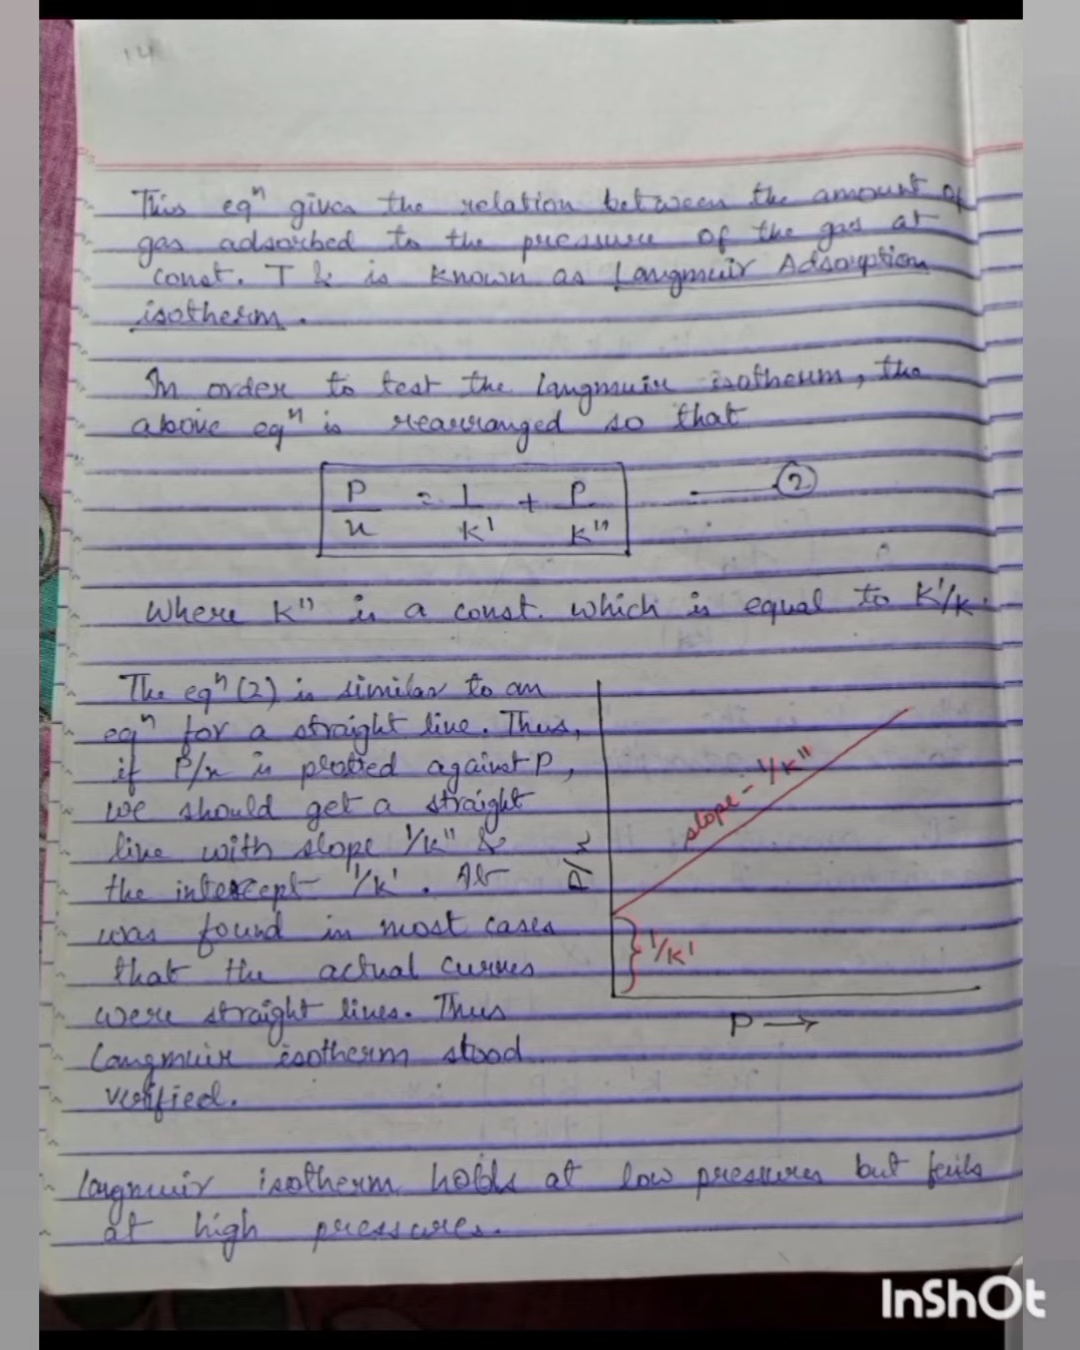 14
This eqⁿ gives the relation between the amount of
gas adsorbed to the pressure of the gas at
const. T & is known as Langmuir Adsorption
isotherm.
In order to test the langmuir isotherm, the
above eqⁿ is rearranged so that
P/x = 1/K' + P/K" ② 
Where K" is a const. which is equal to K'/K.
The eqⁿ (2) is similar to an
eqⁿ for a straight line. Thus,
if P/x is plotted against P,
we should get a straight
line with slope 1/K" &
the intercept 1/K'. It
was found in most cases
that the actual curves
were straight lines. Thus
Langmuir isotherm stood
verified.
P/x
slope - 1/K"
1/K'
P →
Langmuir isotherm holds at low pressures but fails
at high pressures.
InShOt